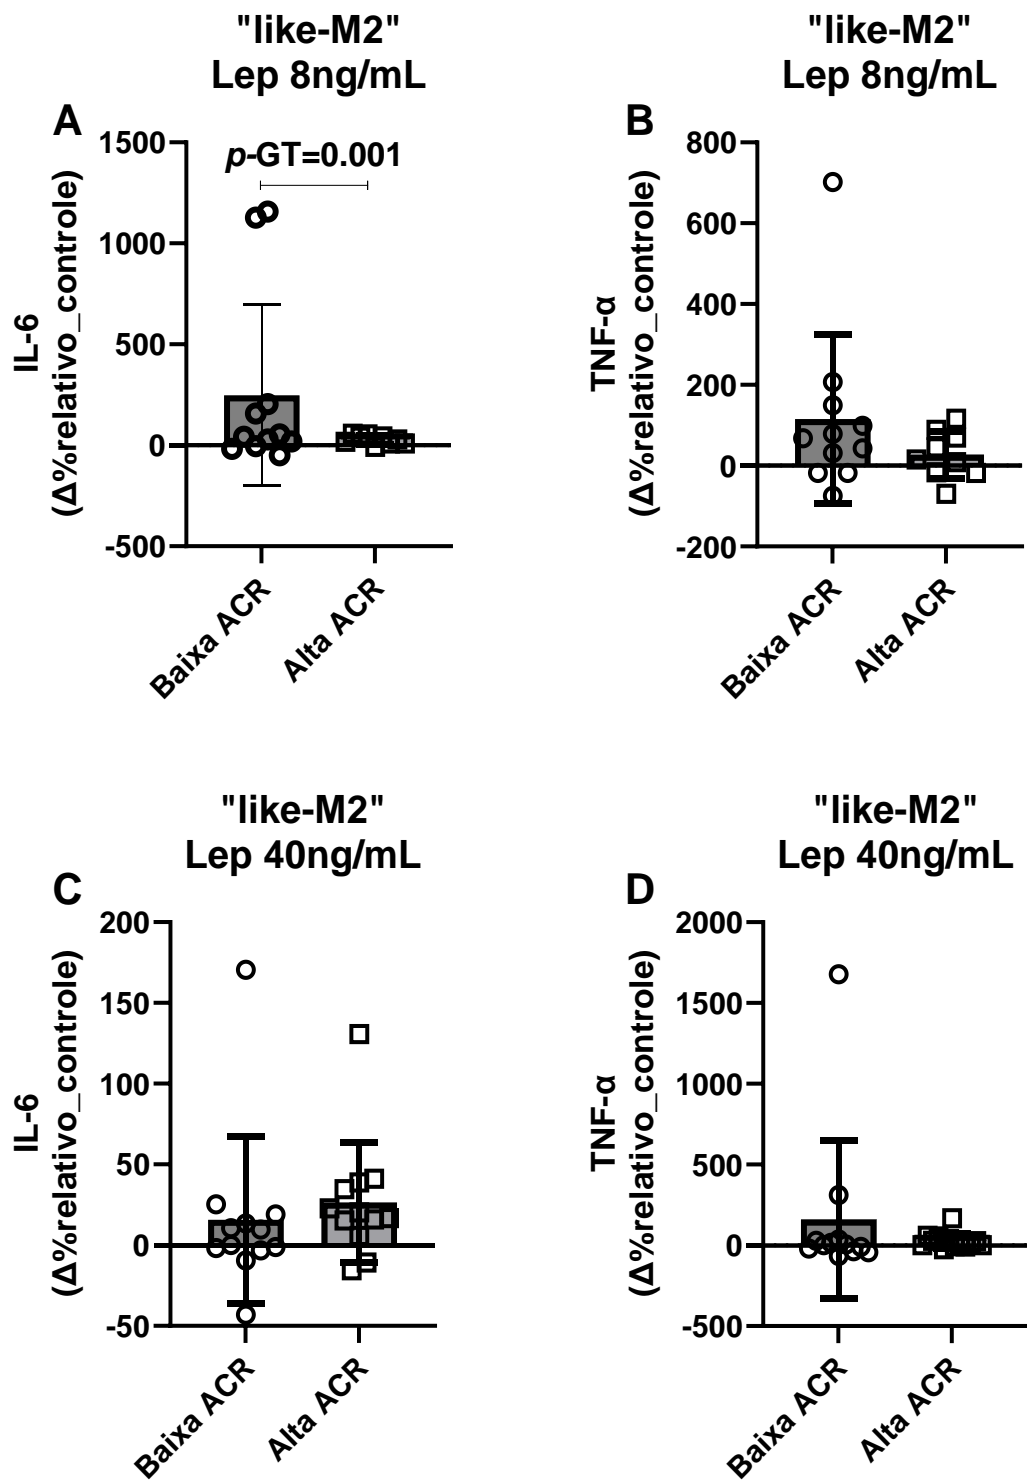 "like-M2"
Lep 8ng/mL
A
1500
1000
500
0
-500
p-GT=0.001
IL-6
(Δ%relativo_controle)
Baixa ACR
Alta ACR
"like-M2"
Lep 8ng/mL
B
800
600
400
200
0
-200
TNF-α
(Δ%relativo_controle)
Baixa ACR
Alta ACR
"like-M2"
Lep 40ng/mL
C
200
150
100
50
0
-50
IL-6
(Δ%relativo_controle)
Baixa ACR
Alta ACR
"like-M2"
Lep 40ng/mL
D
2000
1500
1000
500
0
-500
TNF-α
(Δ%relativo_controle)
Baixa ACR
Alta ACR